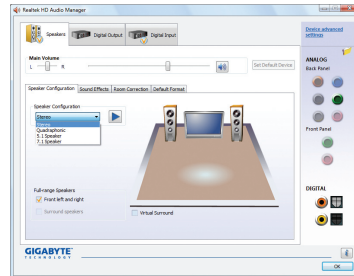 Realtek HD Audio Manager
Speakers
Digital Output
Digital Input
Device advanced
settings
Main Volume
L
R
Set Default Device
ANALOG
Back Panel
Speaker Configuration
Sound Effects
Room Correction
Default Format
Speaker Configuration
Stereo
Stereo
Quadraphonic
5.1 Speaker
7.1 Speaker
Front Panel
Full-range Speakers
Front left and right
Surround speakers
Virtual Surround
DIGITAL
GIGABYTE
TECHNOLOGY
i
OK